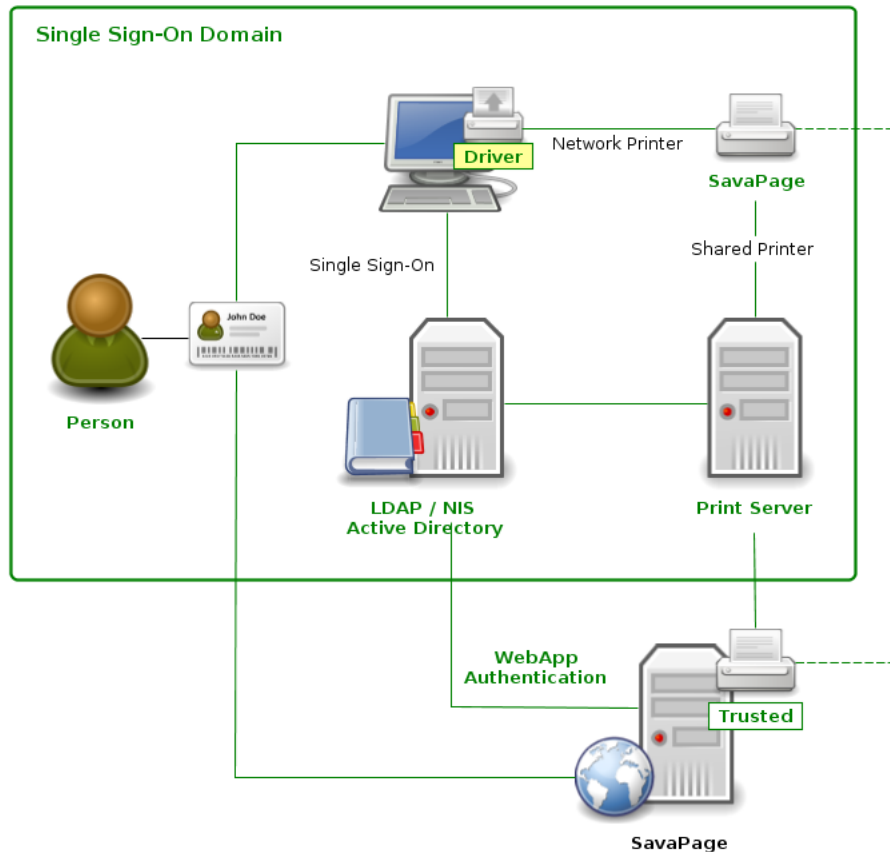 Single Sign-On Domain
Driver
Network Printer
SavaPage
Single Sign-On
Shared Printer
John Doe
Person
LDAP / NIS
Active Directory
Print Server
WebApp
Authentication
Trusted
SavaPage